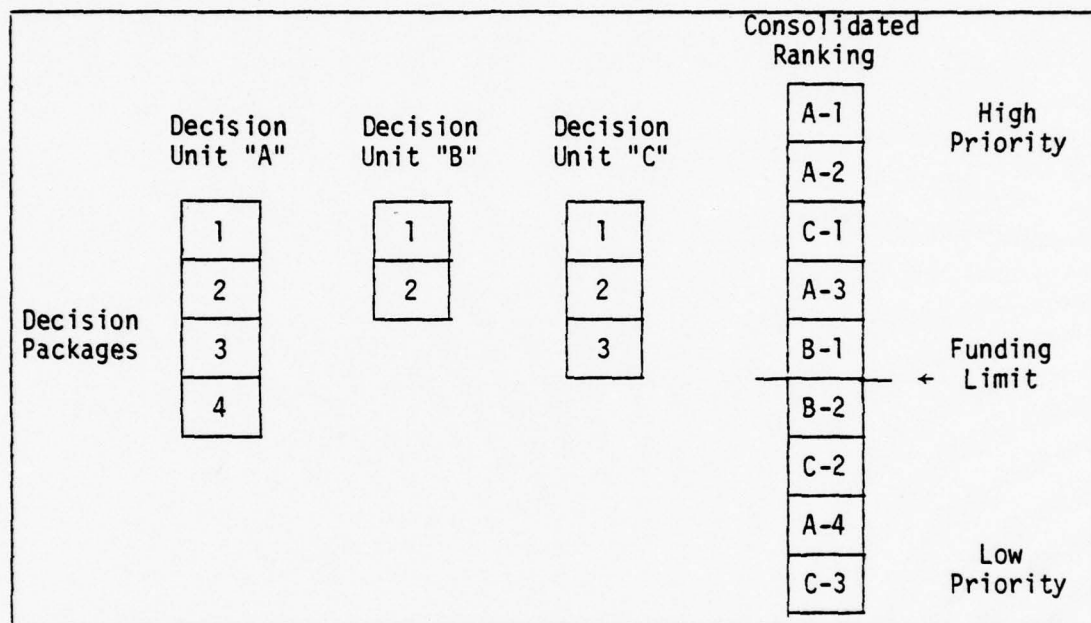 Consolidated
Ranking
Decision
Unit "A"
Decision
Unit "B"
Decision
Unit "C"
Decision
Packages
1
2
3
4
1
2
1
2
3
A-1
A-2
C-1
A-3
B-1
B-2
C-2
A-4
C-3
High
Priority
← Funding
Limit
Low
Priority